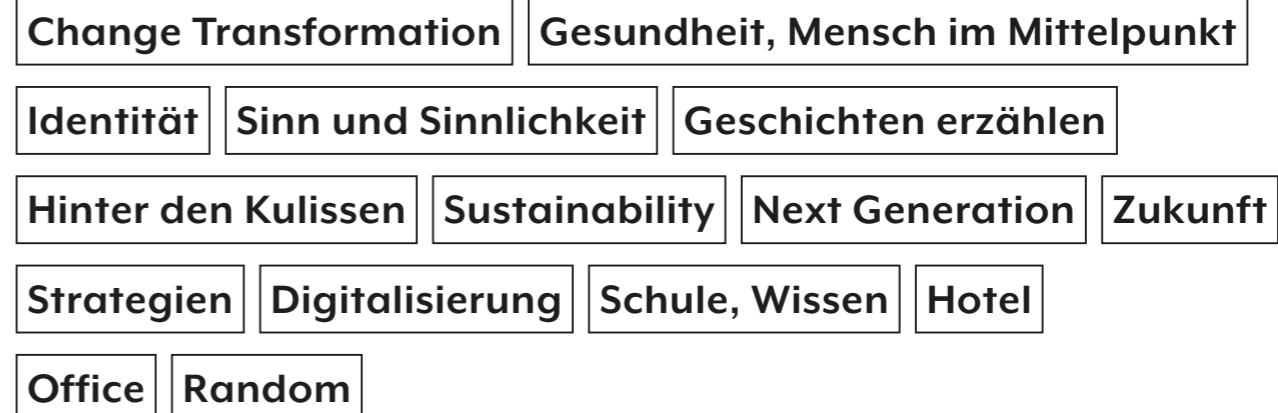 Change Transformation Gesundheit, Mensch im Mittelpunkt
Identität Sinn und Sinnlichkeit Geschichten erzählen
Hinter den Kulissen Sustainability Next Generation Zukunft
Strategien Digitalisierung Schule, Wissen Hotel
Office Random